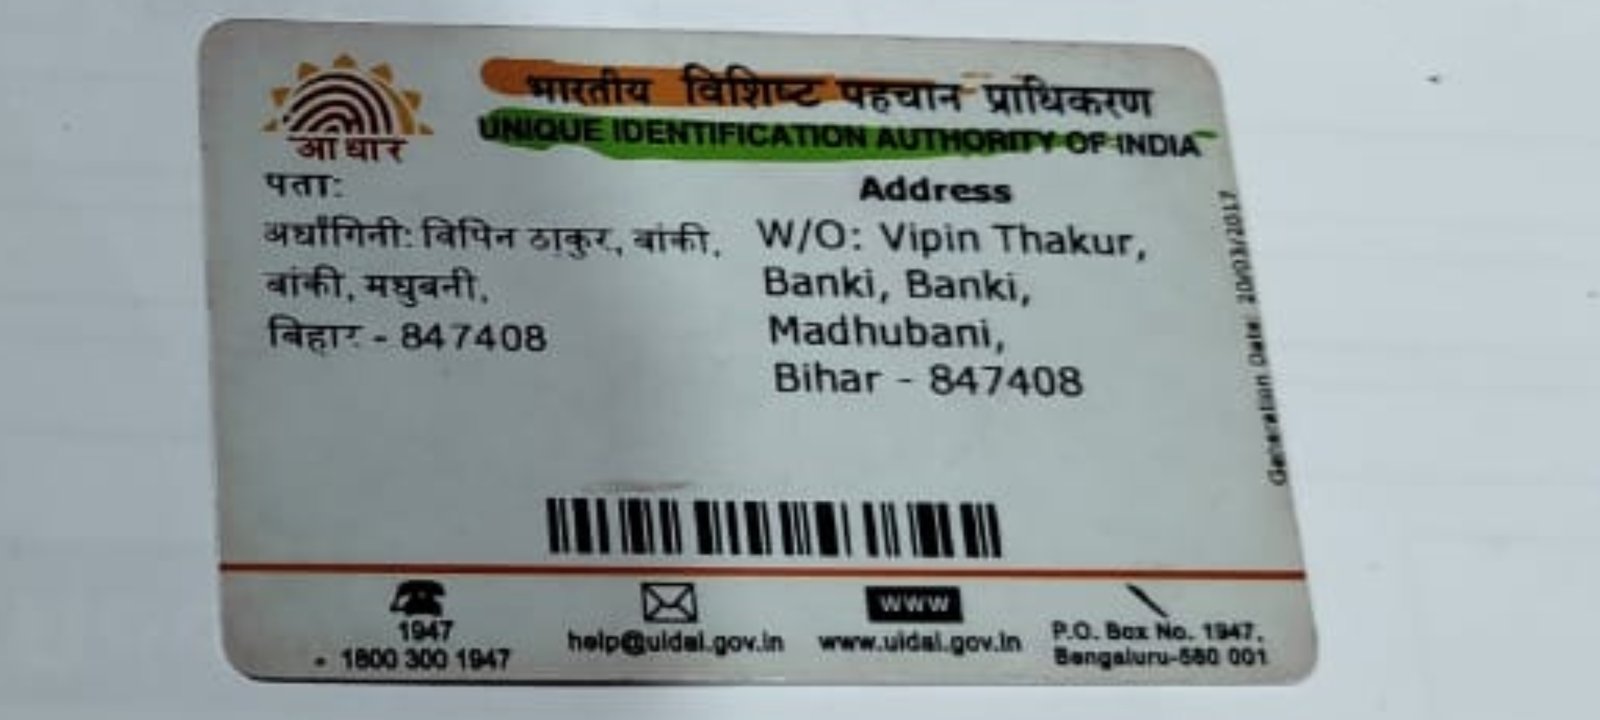 भारतीय विशिष्ट पहचान प्राधिकरण
UNIQUE IDENTIFICATION AUTHORITY OF INDIA
आधार
पता:
अर्धांगिनी: विपिन ठाकुर, बांकी,
बांकी, मधुबनी,
बिहार - 847408
Address
W/O: Vipin Thakur,
Banki, Banki,
Madhubani,
Bihar - 847408
Generation Date: 20/03/2017
1947
1800 300 1947
help@uidai.gov.in
www
www.uidai.gov.in
P.O. Box No. 1947,
Bengaluru-560 001